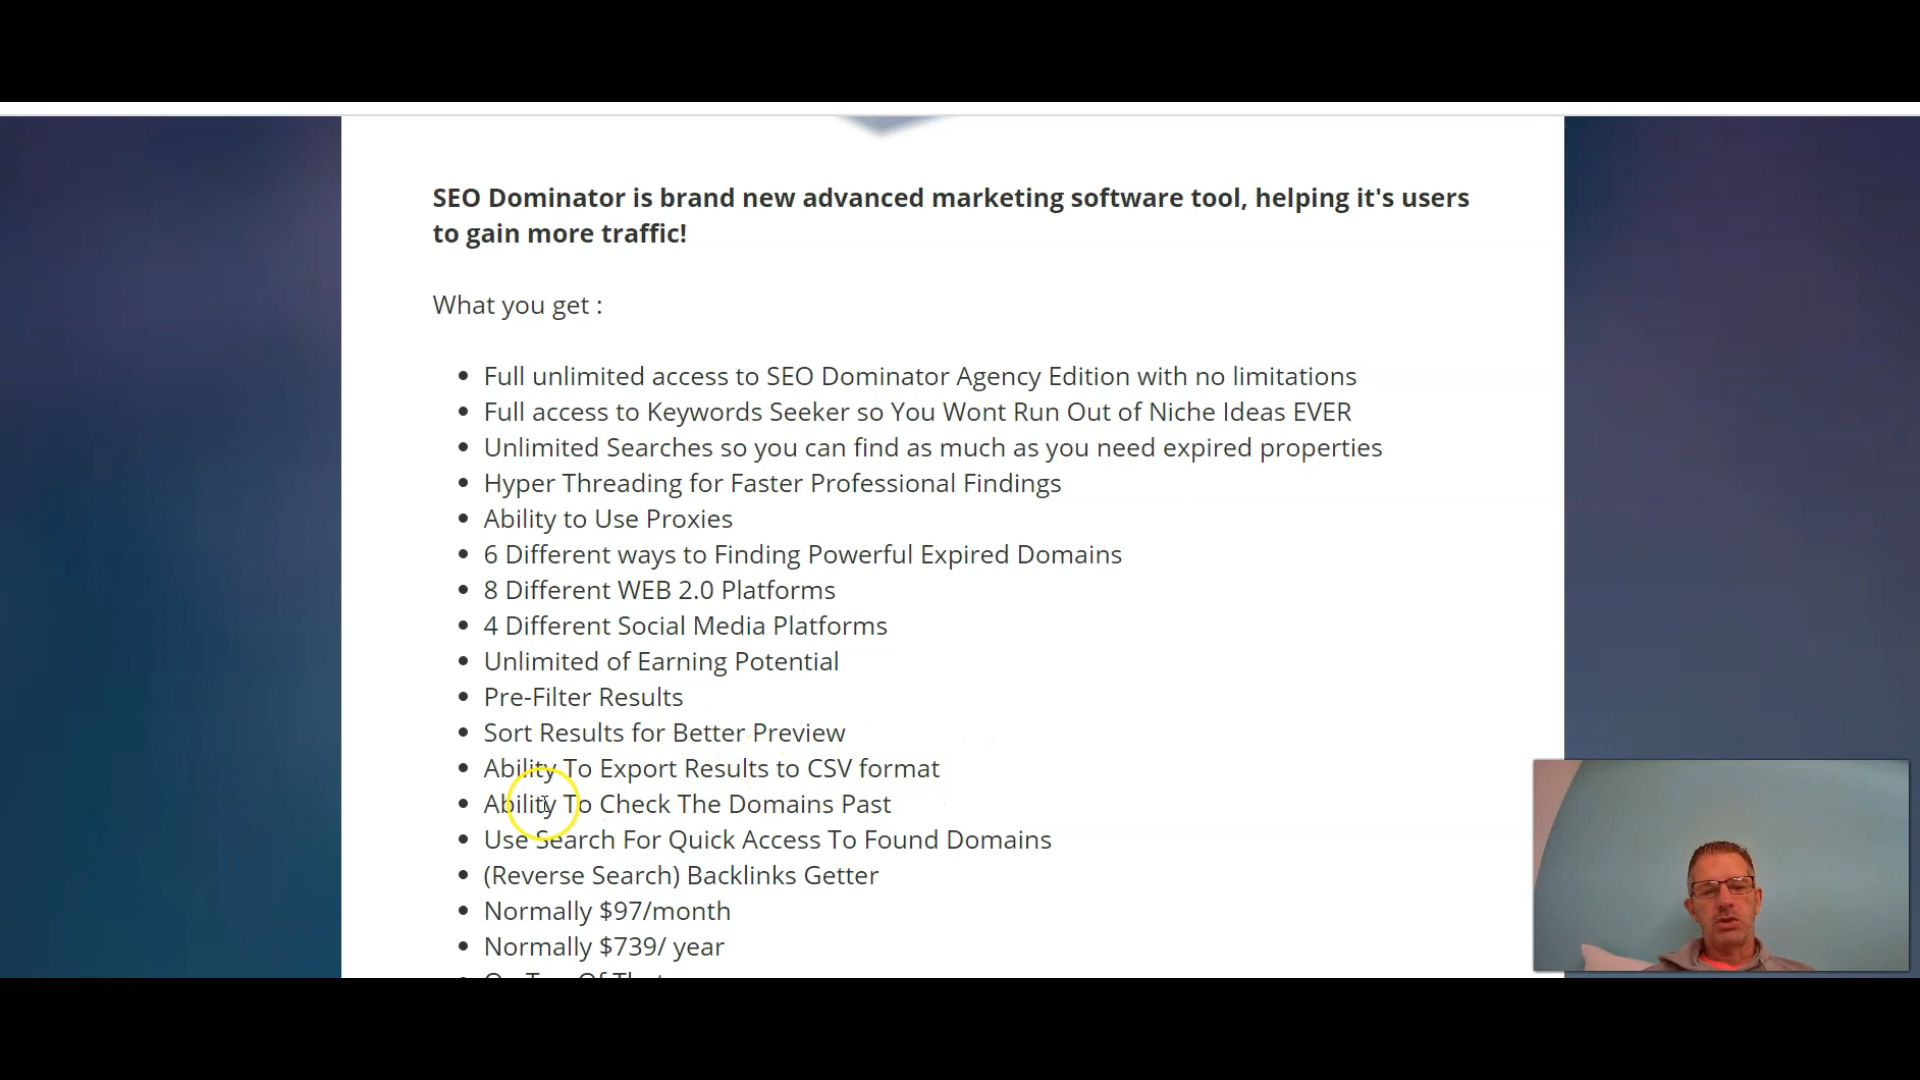 SEO Dominator is brand new advanced marketing software tool, helping it's users
to gain more traffic!
What you get :
Full unlimited access to SEO Dominator Agency Edition with no limitations
Full access to Keywords Seeker so You Wont Run Out of Niche Ideas EVER
Unlimited Searches so you can find as much as you need expired properties
Hyper Threading for Faster Professional Findings
Ability to Use Proxies
6 Different ways to Finding Powerful Expired Domains
8 Different WEB 2.0 Platforms
4 Different Social Media Platforms
Unlimited of Earning Potential
Pre-Filter Results
Sort Results for Better Preview
Ability To Export Results to CSV format
Ability To Check The Domains Past
Use Search For Quick Access To Found Domains
(Reverse Search) Backlinks Getter
Normally $97/month
Normally $739/ year
On Top Of That